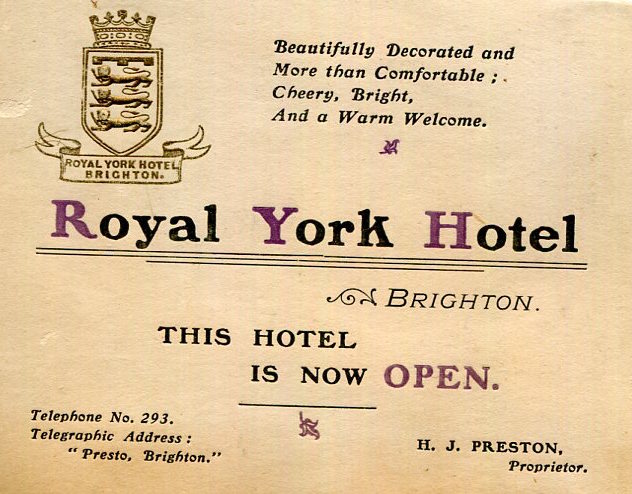 ROYAL YORK HOTEL
BRIGHTON.
Beautifully Decorated and
More than Comfortable;
Cheery, Bright,
And a Warm Welcome.
Royal York Hotel
BRIGHTON.
THIS HOTEL
IS NOW OPEN.
Telephone No. 293.
Telegraphic Address:
"Presto, Brighton."
H. J. PRESTON,
Proprietor.